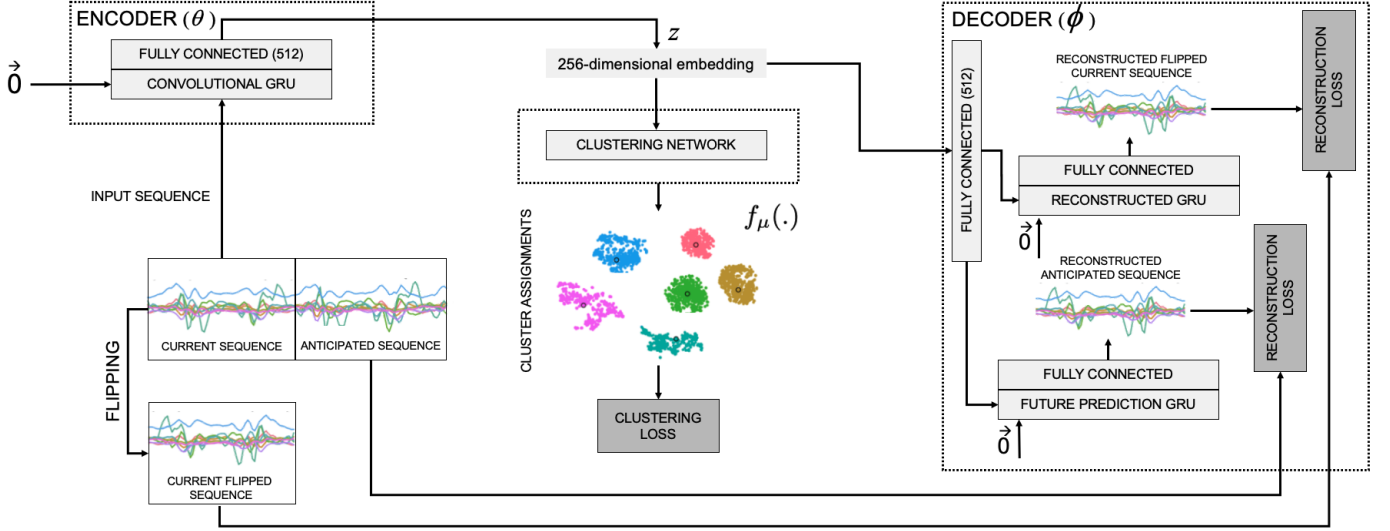 ENCODER (θ)
FULLY CONNECTED (512)
CONVOLUTIONAL GRU
0
INPUT SEQUENCE
CURRENT SEQUENCE
ANTICIPATED SEQUENCE
FLIPPING
CURRENT FLIPPED
SEQUENCE
z
256-dimensional embedding
CLUSTERING NETWORK
CLUSTER ASSIGNMENTS
f_μ(.)
CLUSTERING
LOSS
DECODER (ϕ)
FULLY CONNECTED (512)
RECONSTRUCTED FLIPPED
CURRENT SEQUENCE
FULLY CONNECTED
RECONSTRUCTED GRU
0
RECONSTRUCTION
LOSS
RECONSTRUCTED
ANTICIPATED SEQUENCE
FULLY CONNECTED
FUTURE PREDICTION GRU
0
RECONSTRUCTION
LOSS